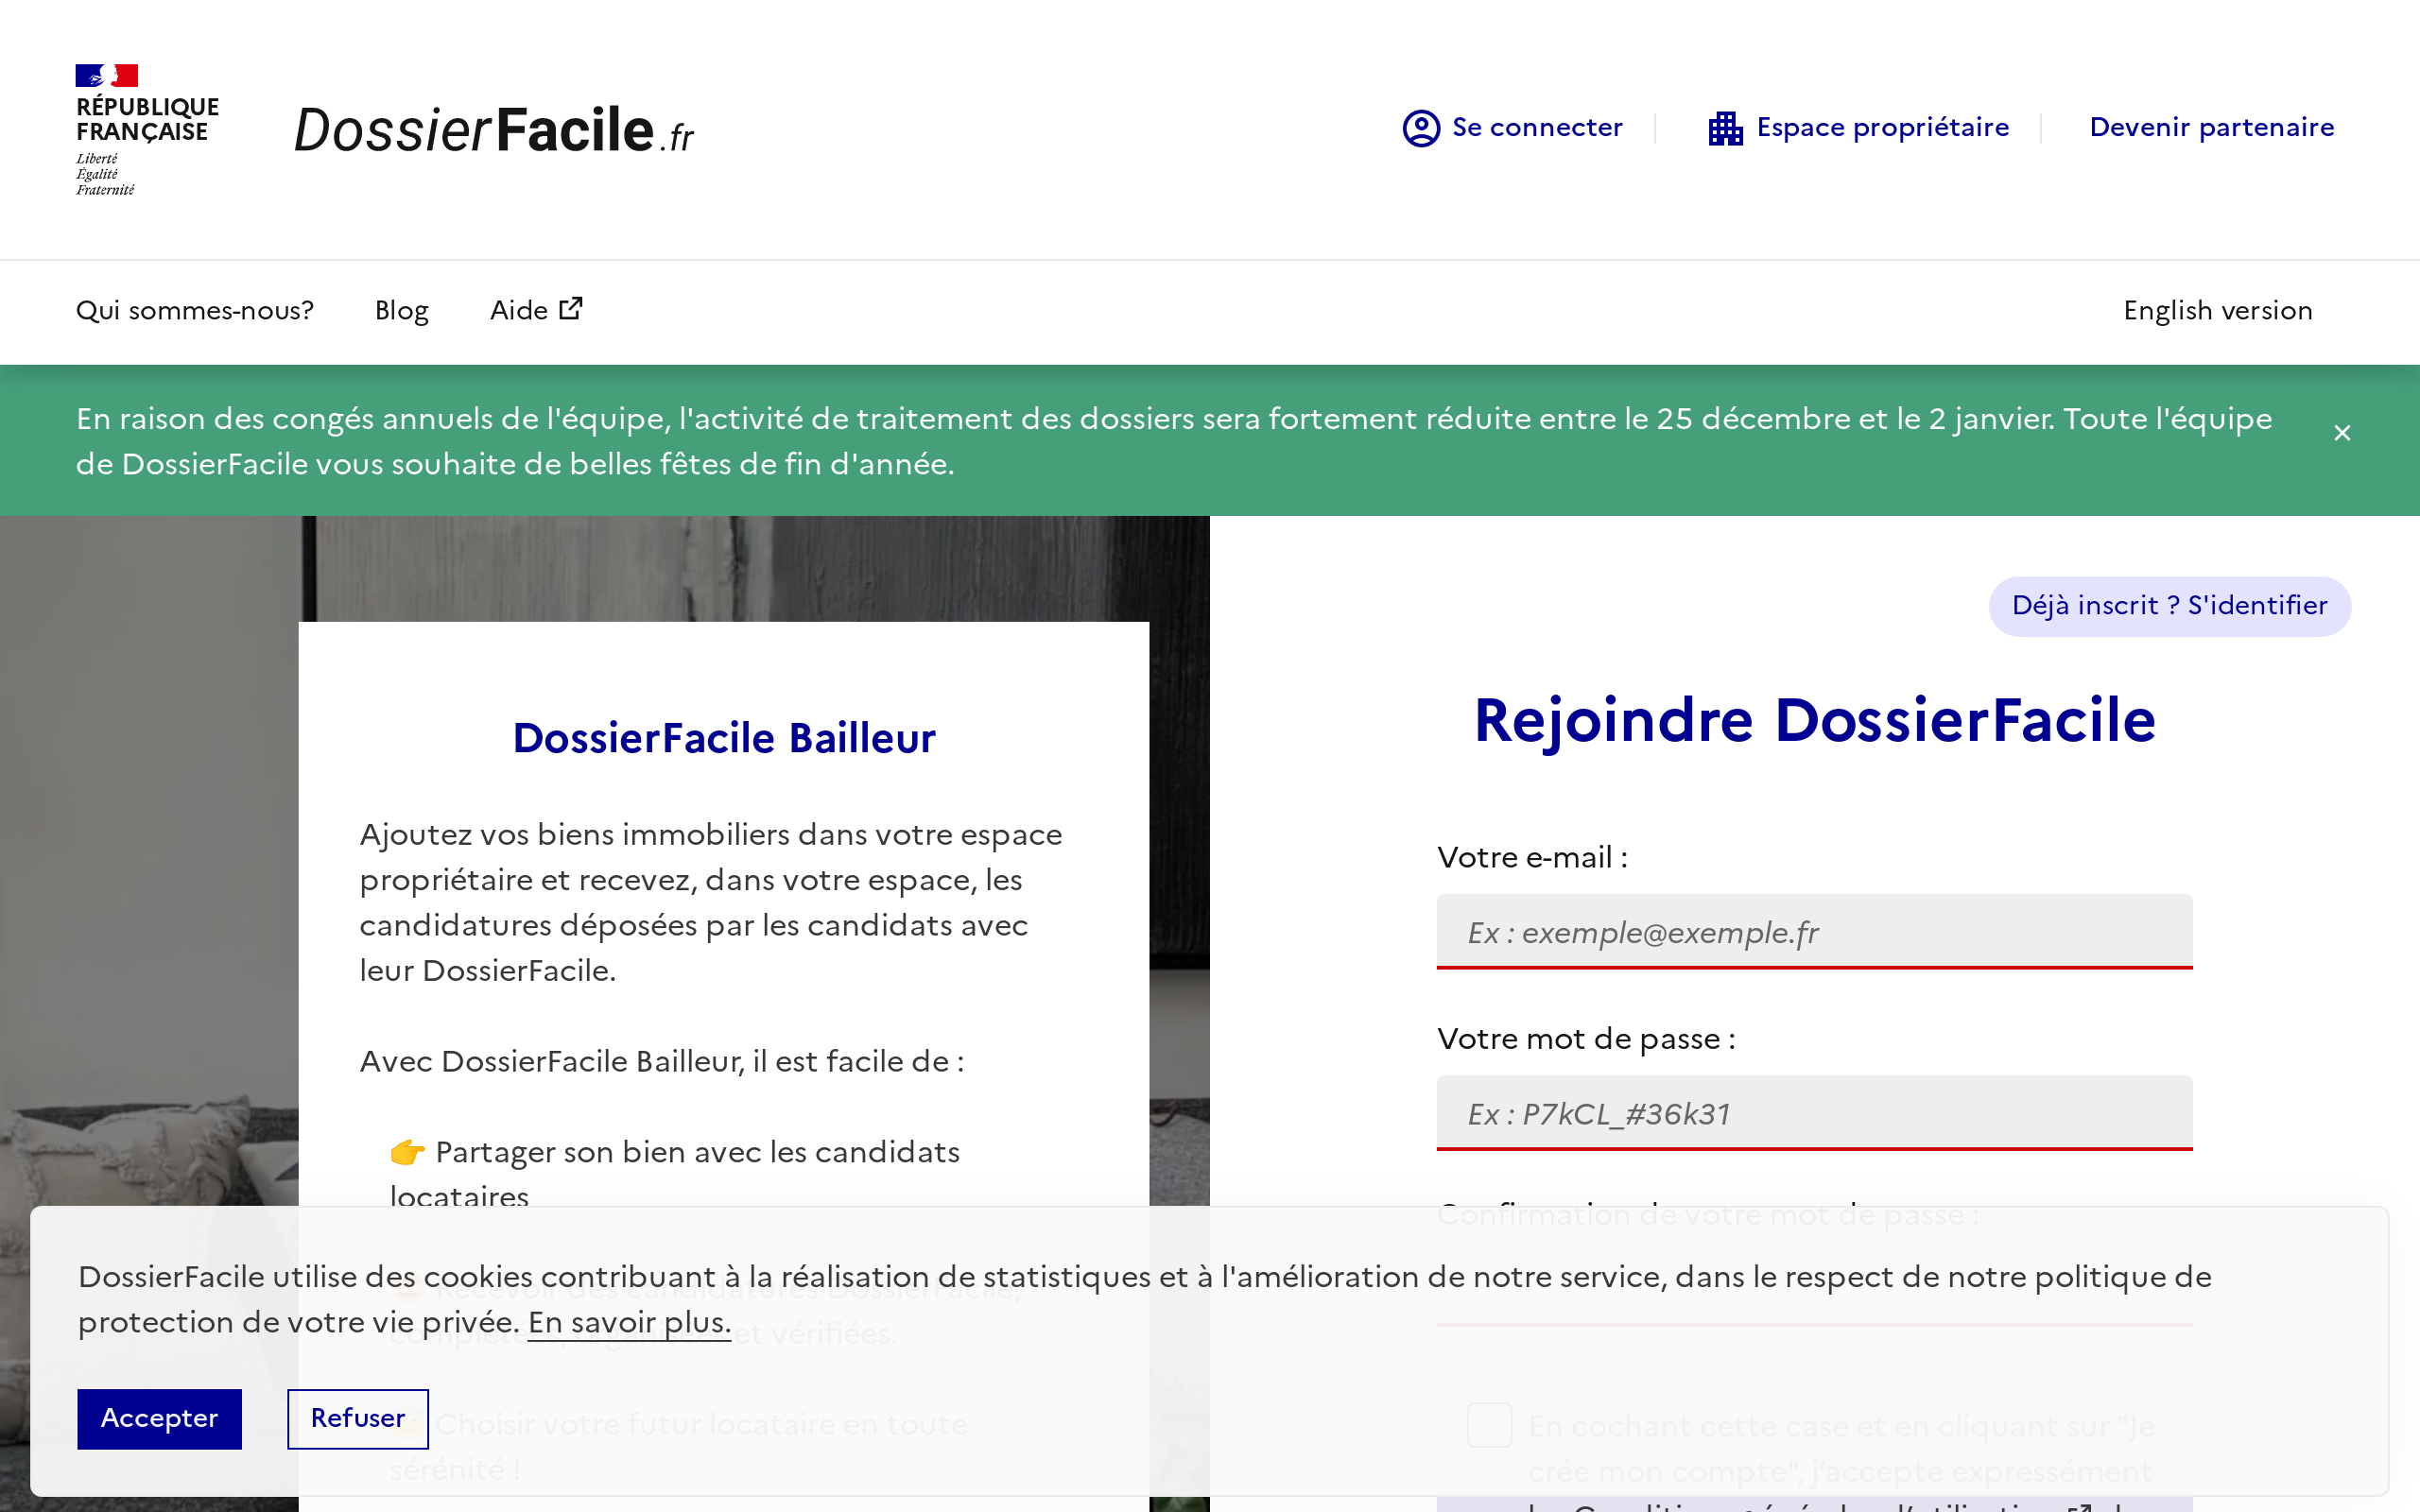 RÉPUBLIQUE
FRANÇAISE
Liberté
Égalité
Fraternité
DossierFacile.fr
Se connecter
Espace propriétaire
Devenir partenaire
Qui sommes-nous?
Blog
Aide
English version
En raison des congés annuels de l'équipe, l'activité de traitement des dossiers sera fortement réduite entre le 25 décembre et le 2 janvier. Toute l'équipe
de DossierFacile vous souhaite de belles fêtes de fin d'année.
DossierFacile Bailleur
Ajoutez vos biens immobiliers dans votre espace
propriétaire et recevez, dans votre espace, les
candidatures déposées par les candidats avec
leur DossierFacile.
Avec DossierFacile Bailleur, il est facile de :
👉 Partager son bien avec les candidats
locataires
Recevoir des candidatures DossierFacile,
complétées, organisées et vérifiées.
Choisir votre futur locataire en toute
sérénité !
Déjà inscrit ? S'identifier
Rejoindre DossierFacile
Votre e-mail :
Ex : exemple@exemple.fr
Votre mot de passe :
Ex : P7kCL_#36k31
Confirmation de votre mot de passe :
En cochant cette case et en cliquant sur "Je
crée mon compte", j’accepte expressément
DossierFacile utilise des cookies contribuant à la réalisation de statistiques et à l'amélioration de notre service, dans le respect de notre politique de
protection de votre vie privée. En savoir plus.
Accepter
Refuser